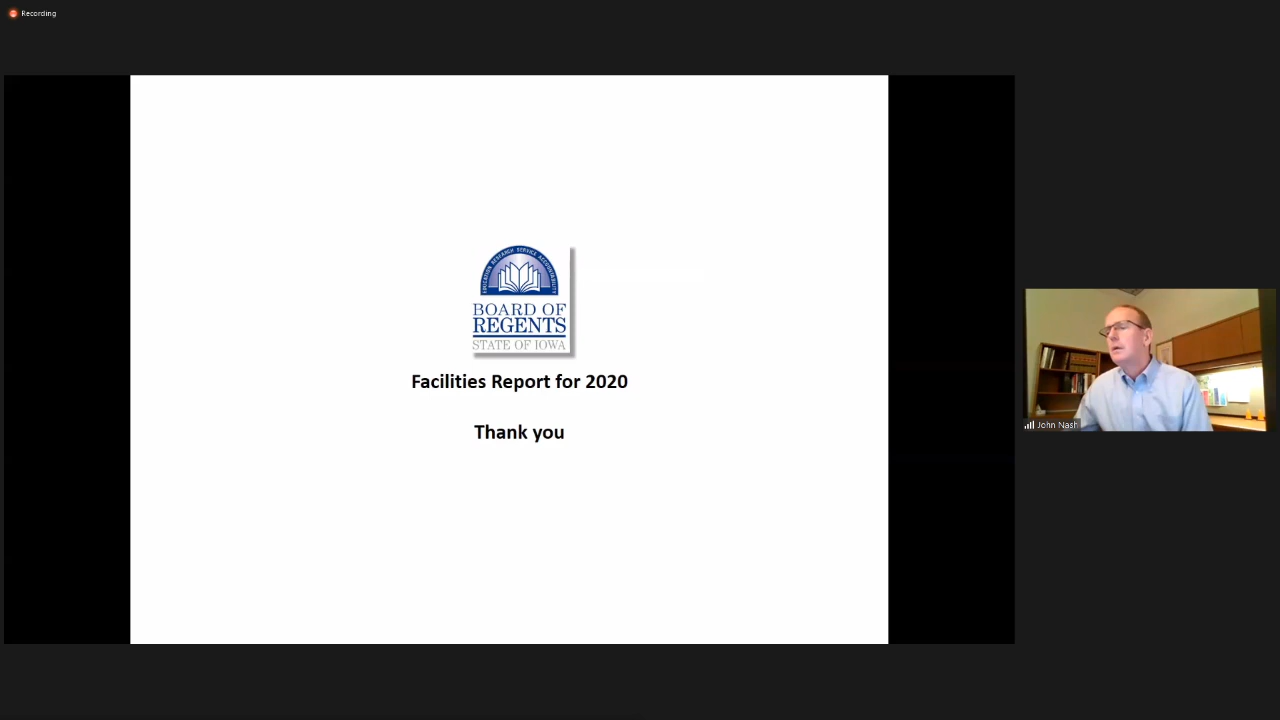 Recording
EDUCATION RESEARCH SERVICE ACCOUNTABILITY
BOARD OF
REGENTS
STATE OF IOWA
Facilities Report for 2020
Thank you
John Nash